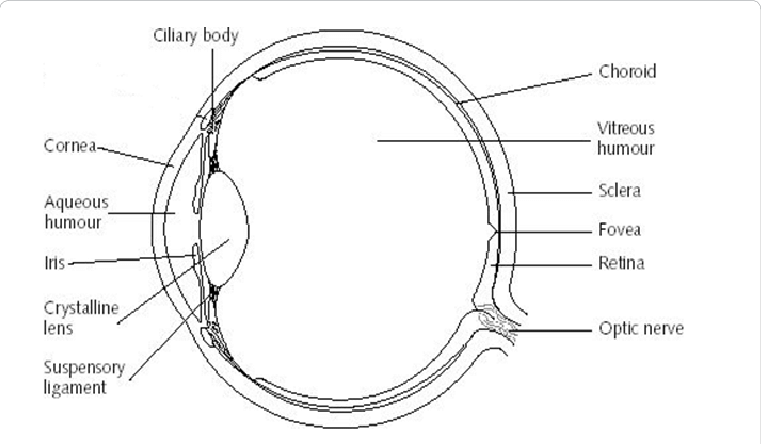 Ciliary body
Cornea
Aqueous
humour
Iris
Crystalline
lens
Suspensory
ligament
Choroid
Vitreous
humour
Sclera
Fovea
Retina
Optic nerve